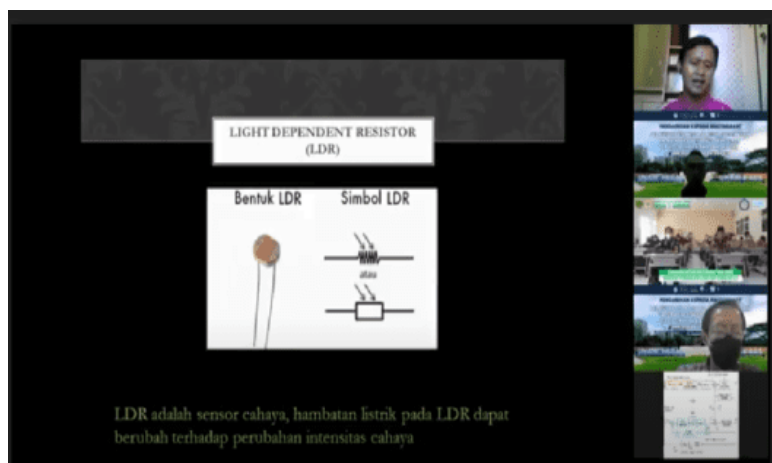 LIGHT DEPENDENT RESISTOR
(LDR)
Bentuk LDR
Simbol LDR
atau
LDR adalah sensor cahaya, hambatan listrik pada LDR dapat
berubah terhadap perubahan intensitas cahaya